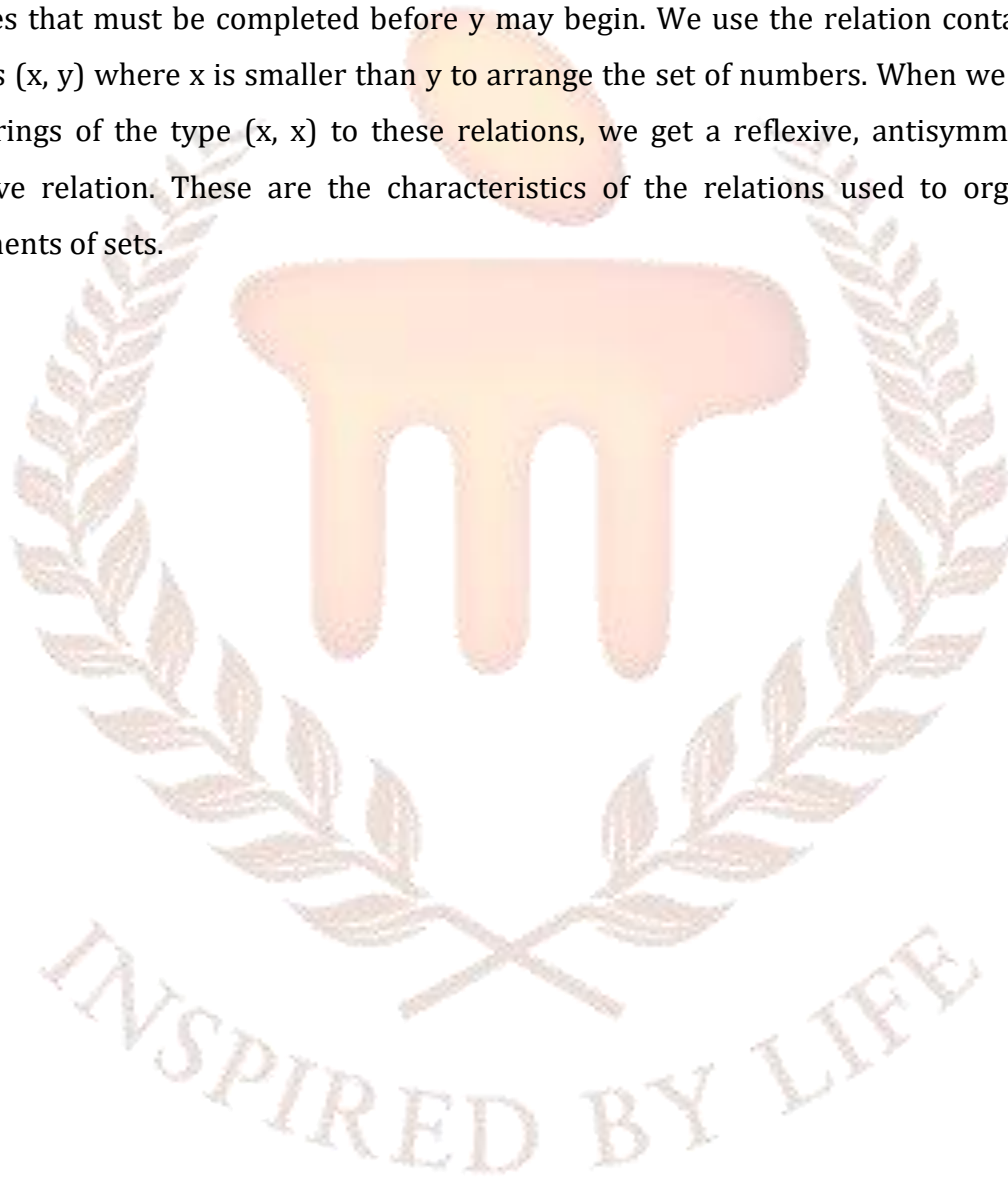 es that must be completed before y may begin. We use the relation conta
s (x, y) where x is smaller than y to arrange the set of numbers. When we
rings of the type (x, x) to these relations, we get a reflexive, antisymm
ve relation. These are the characteristics of the relations used to org
ents of sets.
INSPIRED BY LIFE